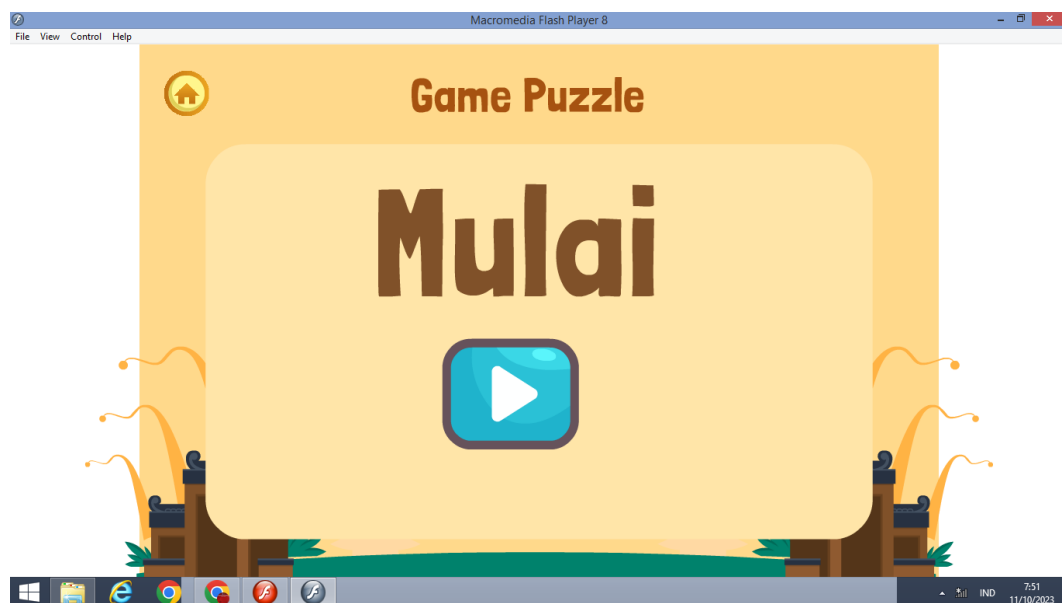 Macromedia Flash Player 8
File View Control Help
Game Puzzle
Mulai
IND
7:51
11/10/2023